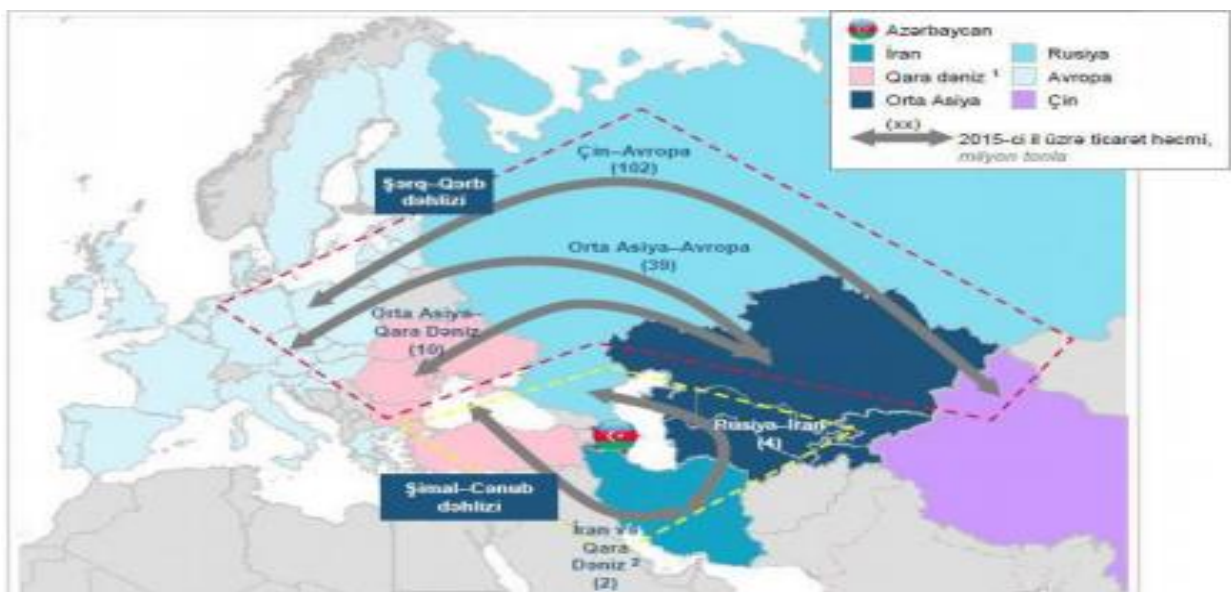 Azərbaycan
İran
Rusiya
Qara dəniz ¹
Avropa
Orta Asiya
Çin
(xx)
2015-ci il üzrə ticarət həcmi,
milyon tonla
Çin–Avropa
(102)
Şərq–Qərb
dəhlizi
Orta Asiya–Avropa
(39)
Orta Asiya–
Qara Dəniz
(10)
Rusiya–İran
(4)
Şimal–Cənub
dəhlizi
İran və
Qara
Dəniz ²
(2)